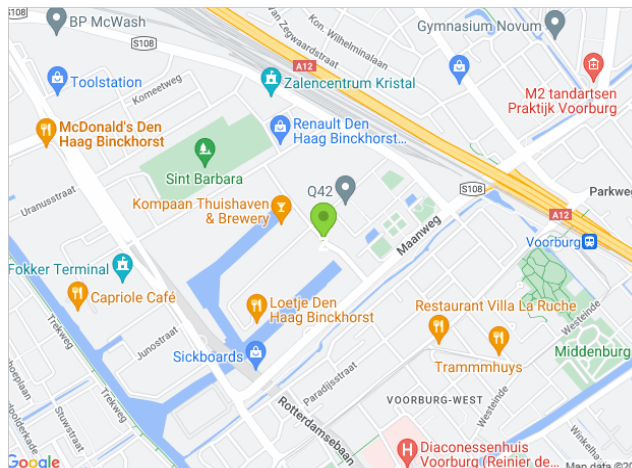 BP McWash
S108
Van Zegwaardstraat
Kon. Wilhelminalaan
Gymnasium Novum
A12
Toolstation
Komeetweg
Zalencentrum Kristal
M2 tandartsen
Praktijk Voorburg
McDonald's Den
Haag Binckhorst
Renault Den
Haag Binckhorst...
S108
Sint Barbara
Uranusstraat
Q42
S108
Parkweg
Kompaan Thuishaven
& Brewery
A12
Maanweg
Voorburg
Fokker Terminal
Capriole Café
Trekweg
Loetje Den
Haag Binckhorst
Restaurant Villa La Ruche
Westeinde
Junostraat
Sickboards
Trammmhuys
Middenburg
Paradijsstraat
VOORBURG-WEST
Westeinde
Trekweg
Stuwstraat
Rotterdamsebaan
Diaconessenhuis
Voorburg (Reinier de...
Google
Map data ©20